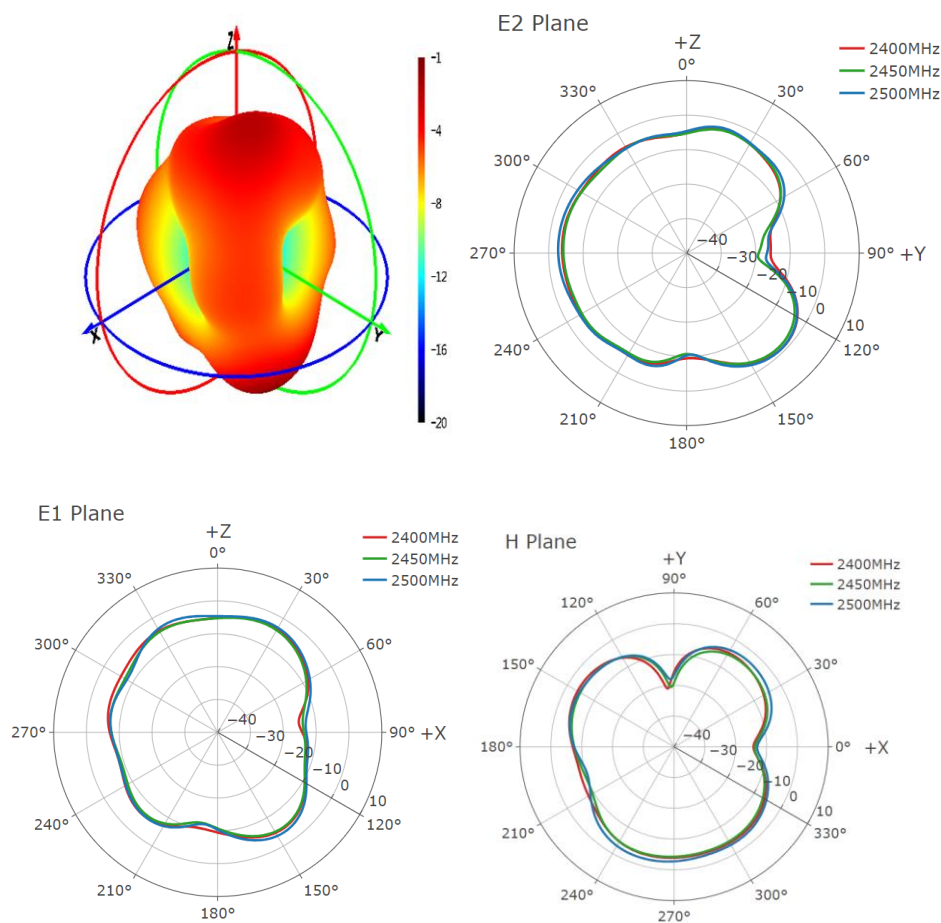 Z
X
Y
-1
-4
-8
-12
-16
-20
E2 Plane
+Z
0°
30°
60°
90° +Y
120°
150°
180°
210°
240°
270°
300°
330°
−40
−30
−20
−10
0
10
2400MHz
2450MHz
2500MHz
E1 Plane
+Z
0°
30°
60°
90° +X
120°
150°
180°
210°
240°
270°
300°
330°
−40
−30
−20
−10
0
10
2400MHz
2450MHz
2500MHz
H Plane
+Y
90°
60°
30°
0° +X
330°
300°
270°
240°
210°
180°
150°
120°
−40
−30
−20
−10
0
10
2400MHz
2450MHz
2500MHz